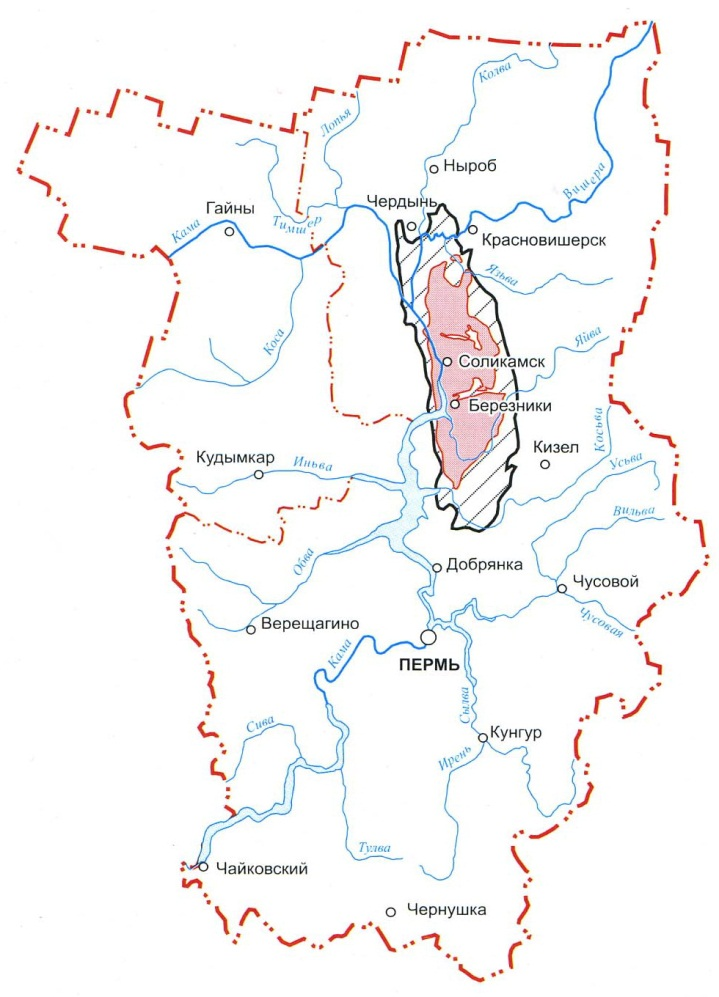 Колва
Лопья
Ныроб
Вишера
Чердынь
Гайны
Тимшер
Кама
Красновишерск
Язьва
Коса
Яйва
Соликамск
Березники
Косьва
Кизел
Усьва
Кудымкар
Иньва
Вильва
Обва
Добрянка
Чусовой
Чусовая
Верещагино
Кама
ПЕРМЬ
Сылва
Сива
Кунгур
Ирень
Тулва
Чайковский
Чернушка